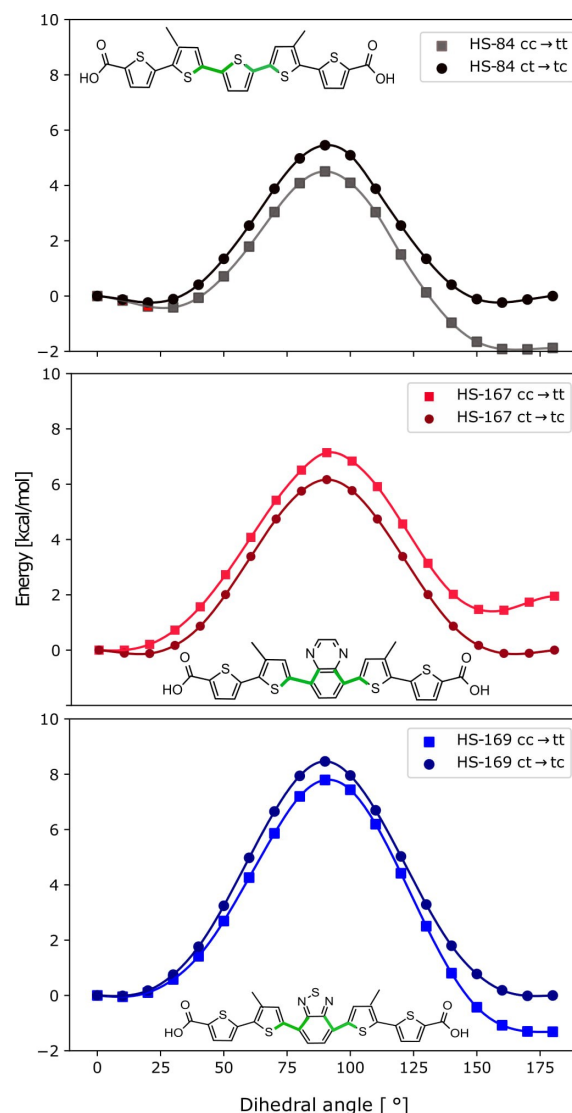 10
8
6
4
2
0
−2
HS-84 cc→tt
HS-84 ct→tc
O
HO
S
S
S
S
S
O
OH
Energy [kcal/mol]
10
8
6
4
2
0
HS-167 cc→tt
HS-167 ct→tc
N
N
O
HO
S
S
S
S
O
OH
10
8
6
4
2
0
−2
HS-169 cc→tt
HS-169 ct→tc
S
N
N
O
HO
S
S
S
S
O
OH
0 25 50 75 100 125 150 175
Dihedral angle [ °]